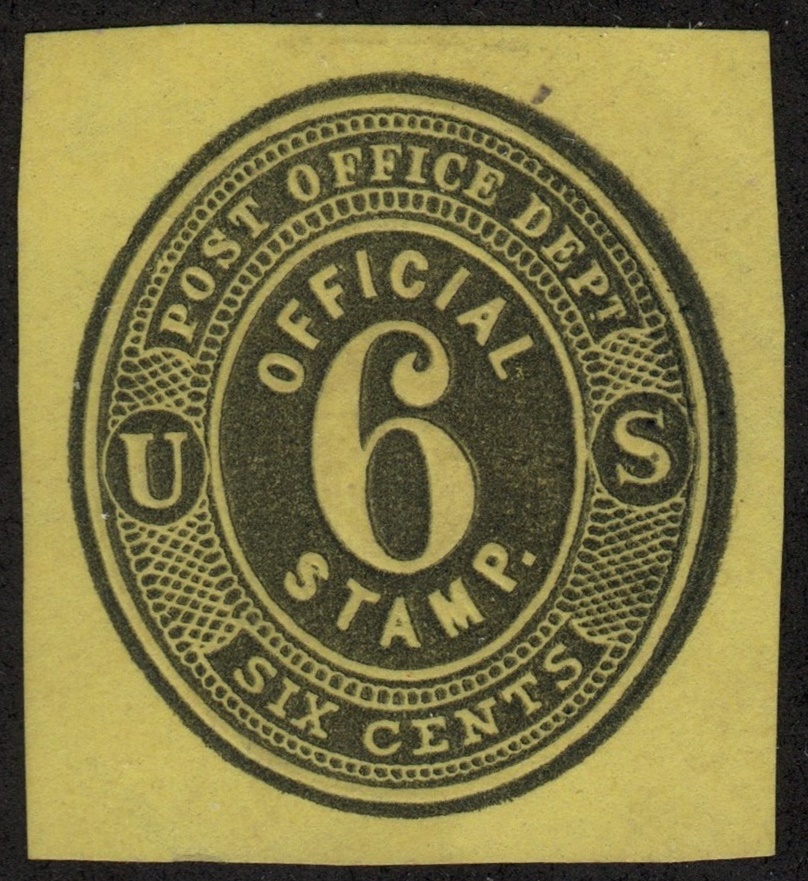 POST OFFICE DEPT
OFFICIAL
6
U S
STAMP.
SIX CENTS